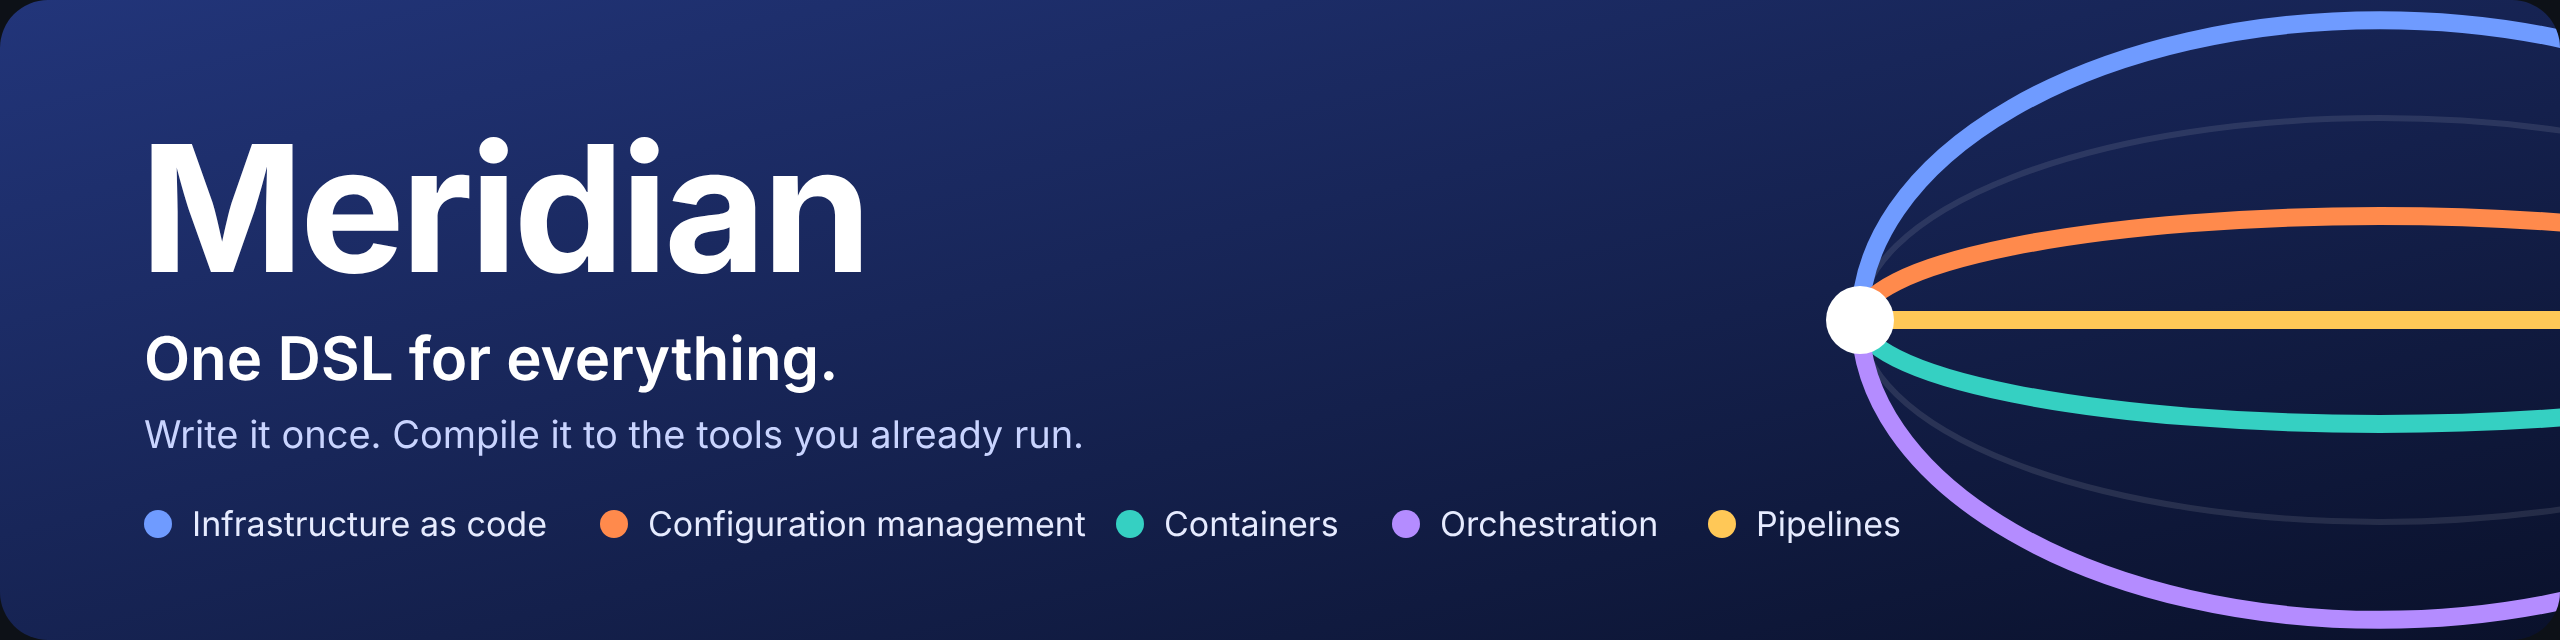 Meridian
One DSL for everything.
Write it once. Compile it to the tools you already run.
Infrastructure as code Configuration management Containers Orchestration Pipelines